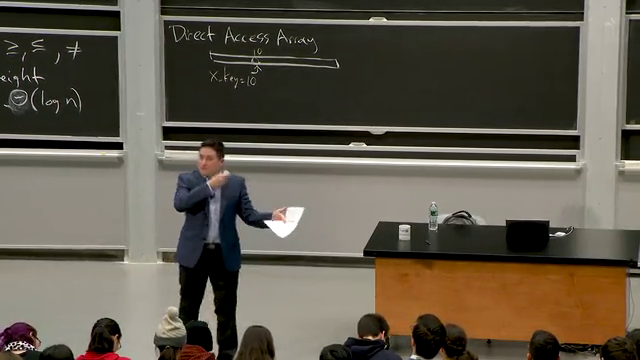 ≥, ≤, ≠
eight
Θ(log n)
Direct Access Array
10
x.key=10